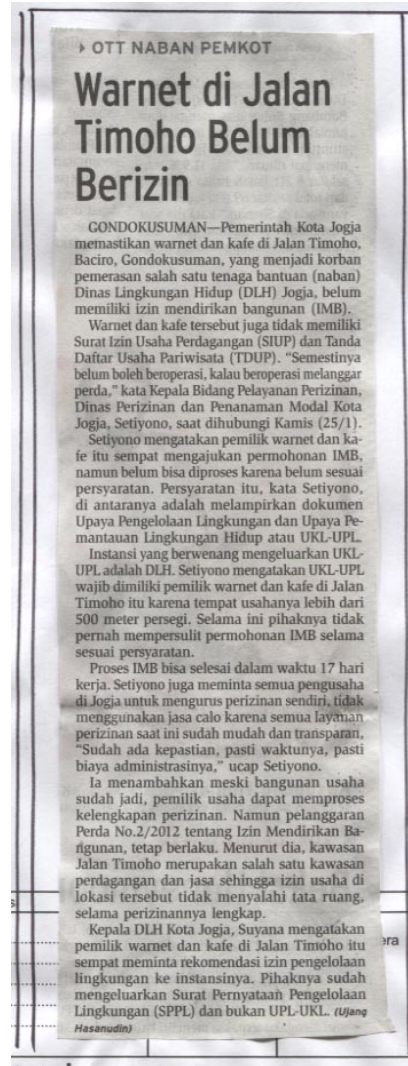 ▸ OTT NABAN PEMKOT
Warnet di Jalan
Timoho Belum
Berizin
GONDOKUSUMAN—Pemerintah Kota Jogja
memastikan warnet dan kafe di Jalan Timoho,
Baciro, Gondokusuman, yang menjadi korban
pemerasan salah satu tenaga bantuan (naban)
Dinas Lingkungan Hidup (DLH) Jogja, belum
memiliki izin mendirikan bangunan (IMB).
Warnet dan kafe tersebut juga tidak memiliki
Surat Izin Usaha Perdagangan (SIUP) dan Tanda
Daftar Usaha Pariwisata (TDUP). “Semestinya
belum boleh beroperasi, kalau beroperasi melanggar
perda,” kata Kepala Bidang Pelayanan Perizinan,
Dinas Perizinan dan Penanaman Modal Kota
Jogja, Setiyono, saat dihubungi Kamis (25/1).
Setiyono mengatakan pemilik warnet dan ka-
fe itu sempat mengajukan permohonan IMB,
namun belum bisa diproses karena belum sesuai
persyaratan. Persyaratan itu, kata Setiyono,
di antaranya adalah melampirkan dokumen
Upaya Pengelolaan Lingkungan dan Upaya Pe-
mantauan Lingkungan Hidup atau UKL-UPL.
Instansi yang berwenang mengeluarkan UKL-
UPL adalah DLH. Setiyono mengatakan UKL-UPL
wajib dimiliki pemilik warnet dan kafe di Jalan
Timoho itu karena tempat usahanya lebih dari
500 meter persegi. Selama ini pihaknya tidak
pernah mempersulit permohonan IMB selama
sesuai persyaratan.
Proses IMB bisa selesai dalam waktu 17 hari
kerja. Setiyono juga meminta semua pengusaha
di Jogja untuk mengurus perizinan sendiri, tidak
menggunakan jasa calo karena semua layanan
perizinan saat ini sudah mudah dan transparan.
“Sudah ada kepastian, pasti waktunya, pasti
biaya administrasinya,” ucap Setiyono.
Ia menambahkan meski bangunan usaha
sudah jadi, pemilik usaha dapat memproses
kelengkapan perizinan. Namun pelanggaran
Perda No.2/2012 tentang Izin Mendirikan Ba-
ngunan, tetap berlaku. Menurut dia, kawasan
Jalan Timoho merupakan salah satu kawasan
perdagangan dan jasa sehingga izin usaha di
lokasi tersebut tidak menyalahi tata ruang,
selama perizinannya lengkap.
Kepala DLH Kota Jogja, Suyana mengatakan
pemilik warnet dan kafe di Jalan Timoho itu
sempat meminta rekomendasi izin pengelolaan
lingkungan ke instansinya. Pihaknya sudah
mengeluarkan Surat Pernyataan Pengelolaan
Lingkungan (SPPL) dan bukan UPL-UKL. (Ujang
Hasanudin)